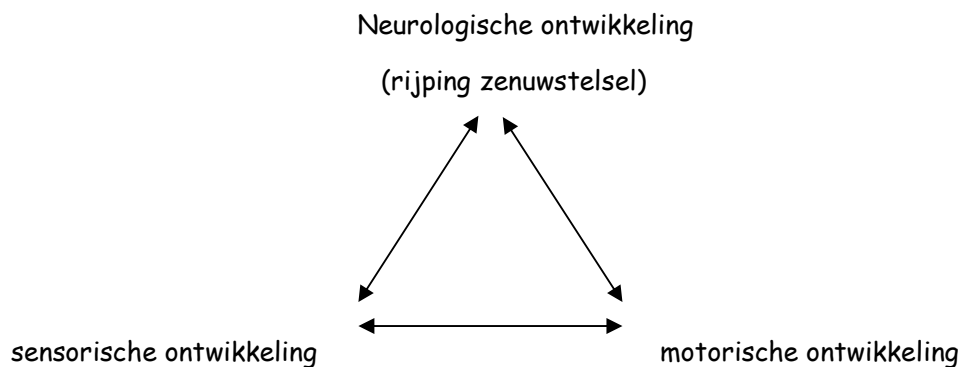 Neurologische ontwikkeling
(rijping zenuwstelsel)
sensorische ontwikkeling
motorische ontwikkeling